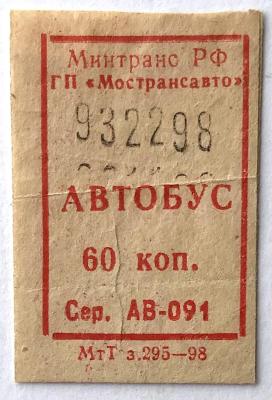 Минтранс РФ
ГП «Мострансавто»
932298
АВТОБУС
60 коп.
Сер. АВ-091
МтТ з.295—98